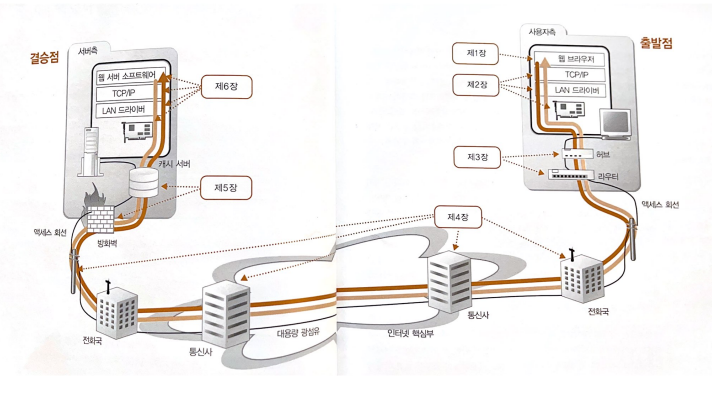 결승점
서버측
웹 서버 소프트웨어
TCP/IP
LAN 드라이버
제6장
캐시 서버
제5장
액세스 회선
방화벽
전화국
통신사
대용량 광섬유
사용자측
출발점
제1장
웹 브라우저
제2장
TCP/IP
LAN 드라이버
제3장
허브
라우터
액세스 회선
제4장
통신사
인터넷 핵심부
전화국